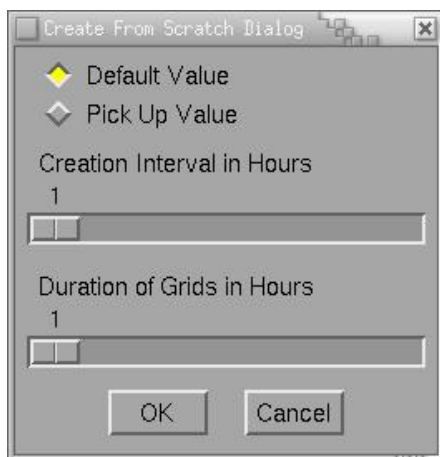 Create From Scratch Dialog
Default Value
Pick Up Value
Creation Interval in Hours
1
Duration of Grids in Hours
1
OK
Cancel